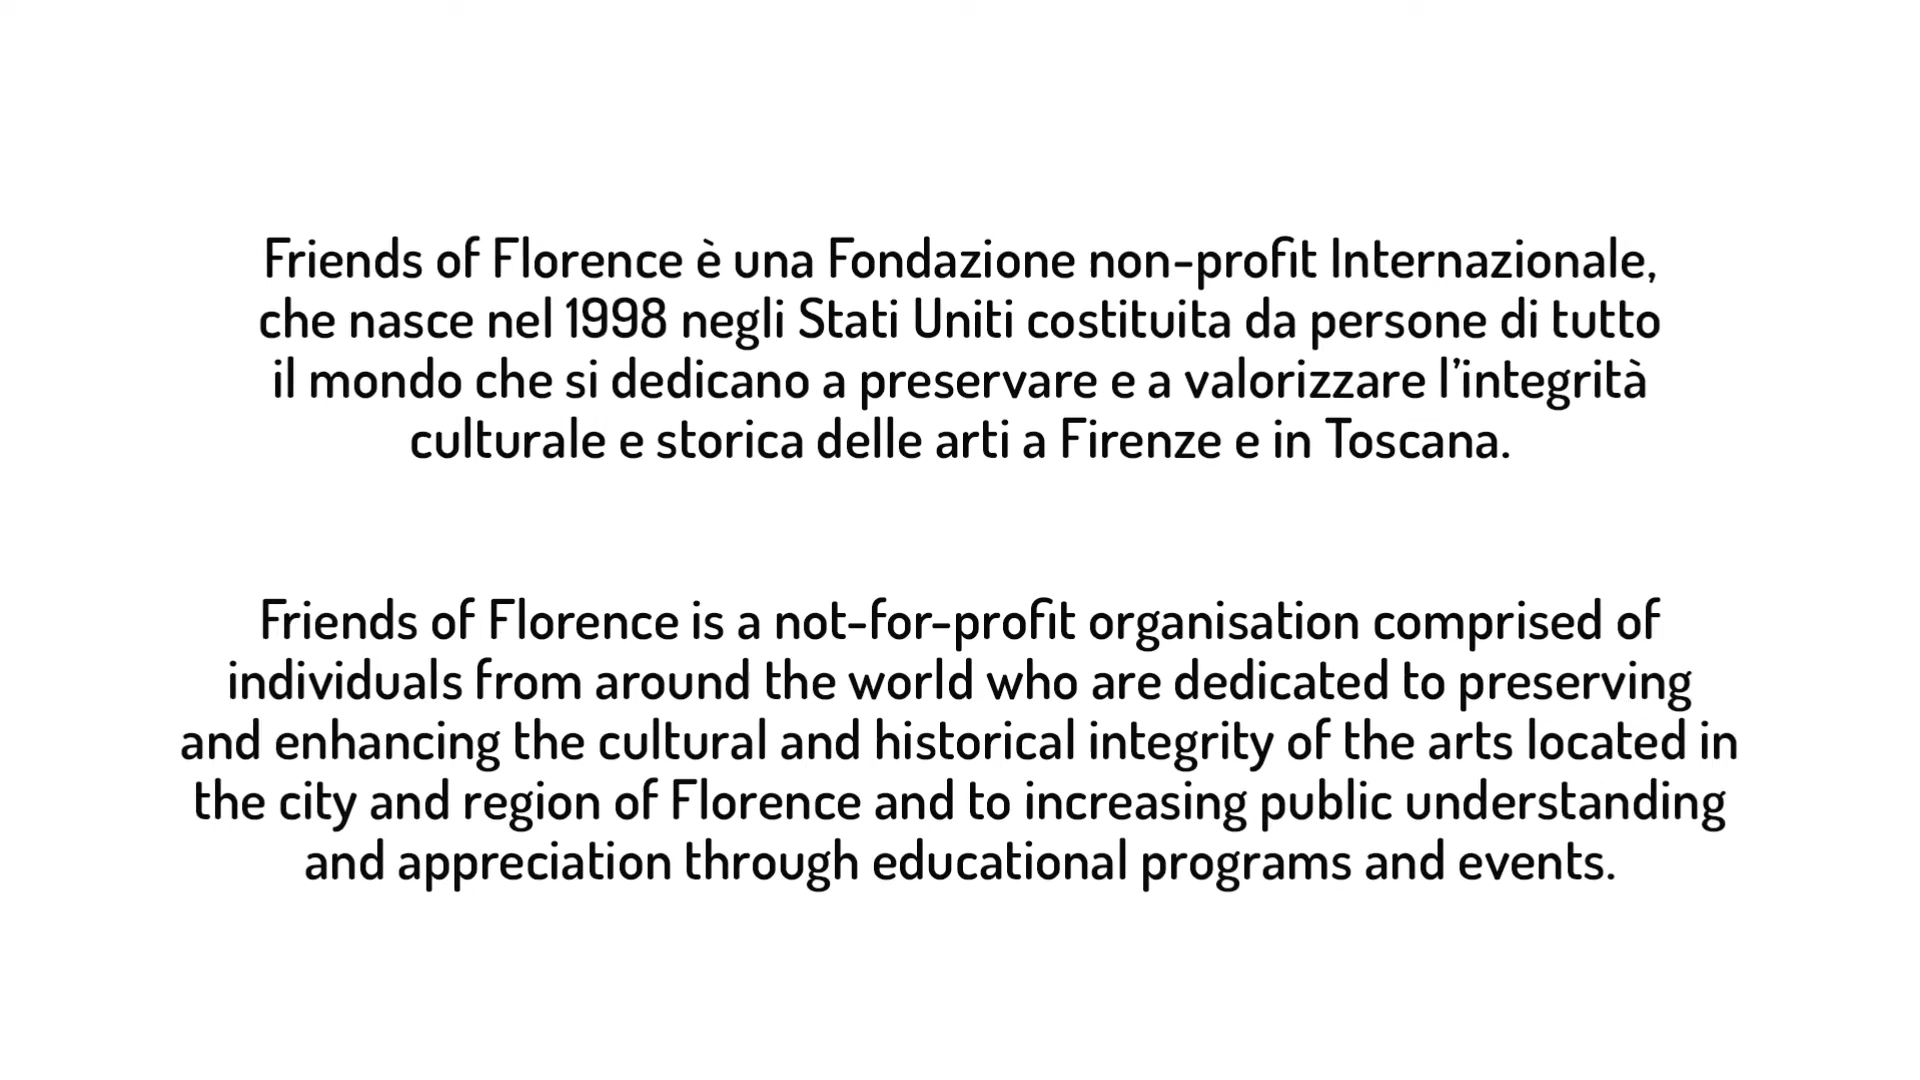 Friends of Florence è una Fondazione non-profit Internazionale,
che nasce nel 1998 negli Stati Uniti costituita da persone di tutto
il mondo che si dedicano a preservare e a valorizzare l’integrità
culturale e storica delle arti a Firenze e in Toscana.
Friends of Florence is a not-for-profit organisation comprised of
individuals from around the world who are dedicated to preserving
and enhancing the cultural and historical integrity of the arts located in
the city and region of Florence and to increasing public understanding
and appreciation through educational programs and events.